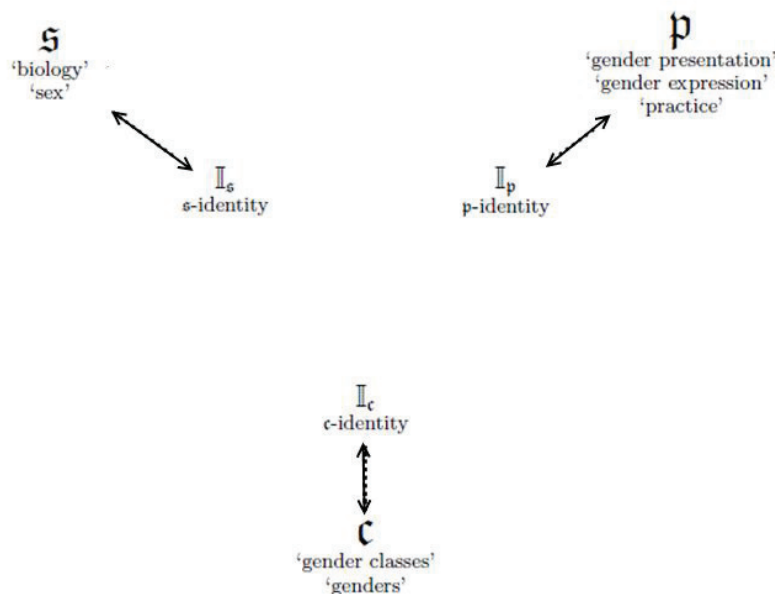 𝔰
‘biology’
‘sex’
𝔭
‘gender presentation’
‘gender expression’
‘practice’
𝕀𝔰
𝔰-identity
𝕀𝔭
𝔭-identity
𝕀𝔠
𝔠-identity
𝔠
‘gender classes’
‘genders’